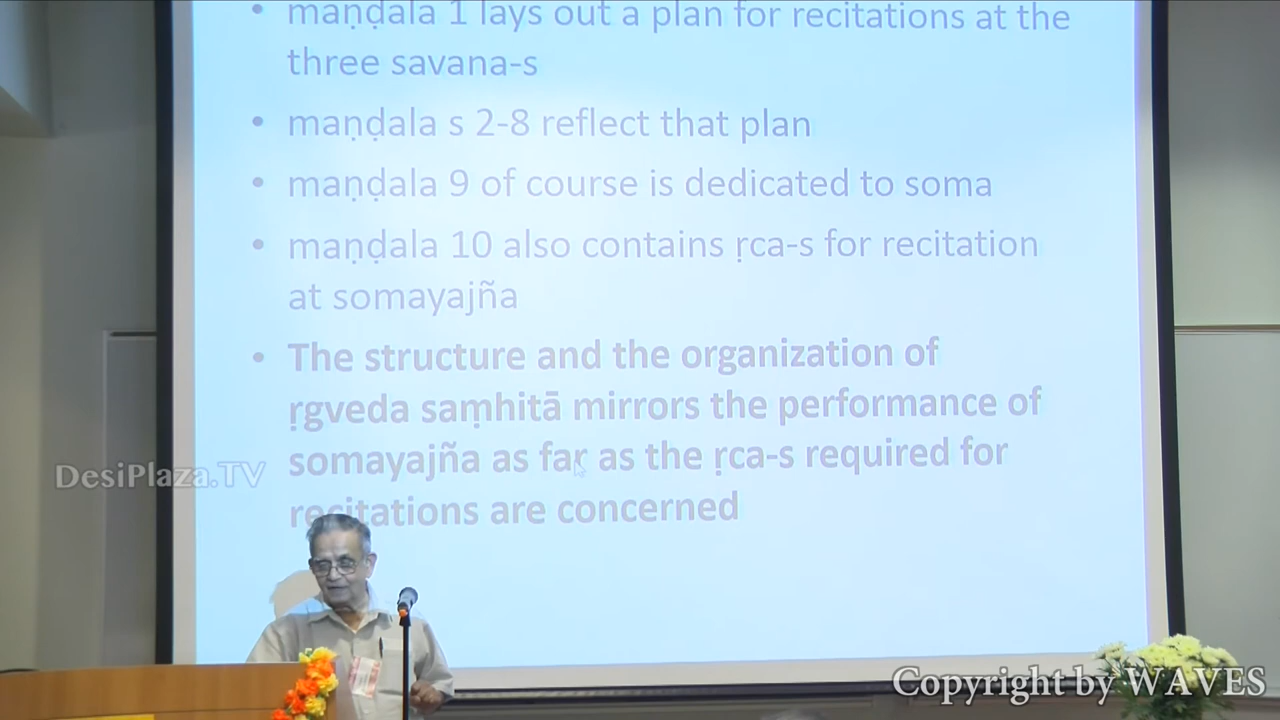 maṇḍala 1 lays out a plan for recitations at the
three savana-s
• maṇḍala s 2-8 reflect that plan
• maṇḍala 9 of course is dedicated to soma
• maṇḍala 10 also contains ṛca-s for recitation
at somayajña
• The structure and the organization of
ṛgveda saṃhitā mirrors the performance of
somayajña as far as the ṛca-s required for
recitations are concerned
DesiPlaza.TV
Copyright by WAVES